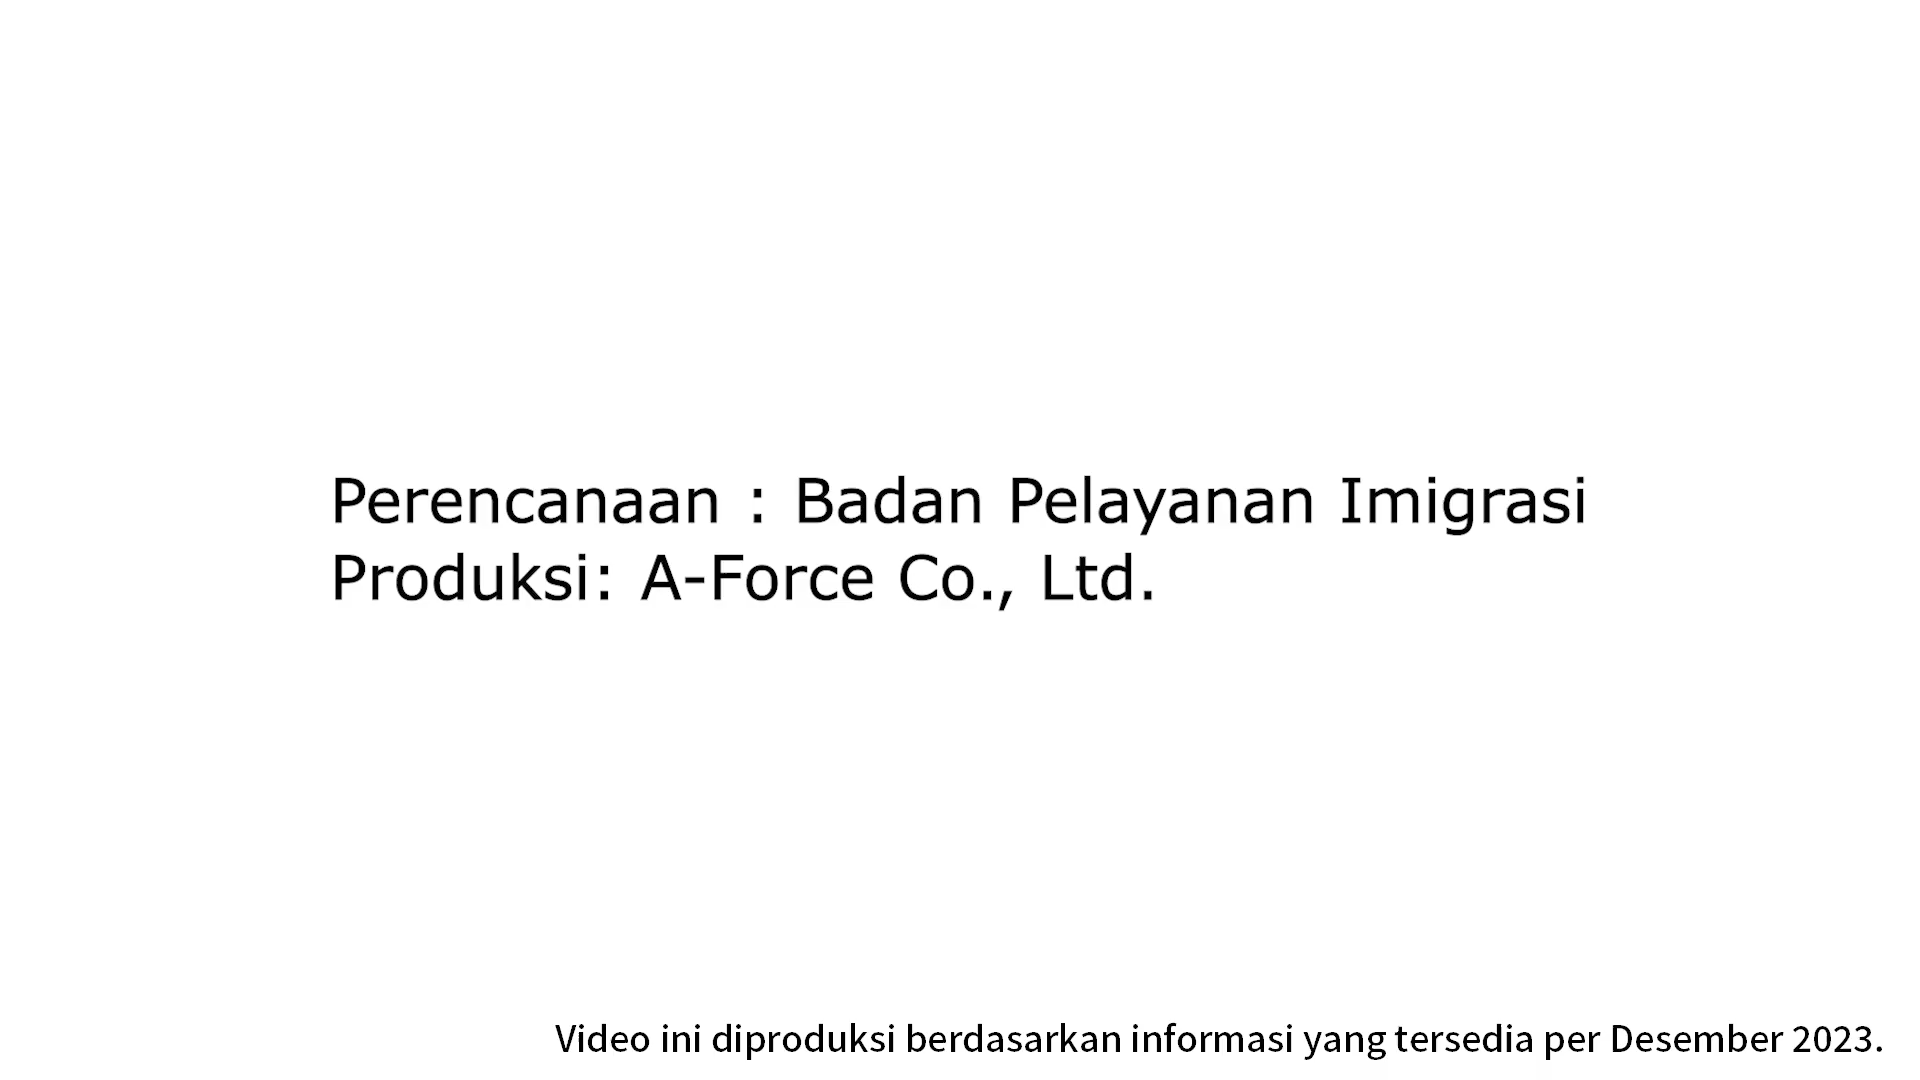 Perencanaan : Badan Pelayanan Imigrasi
Produksi: A-Force Co., Ltd.
Video ini diproduksi berdasarkan informasi yang tersedia per Desember 2023.